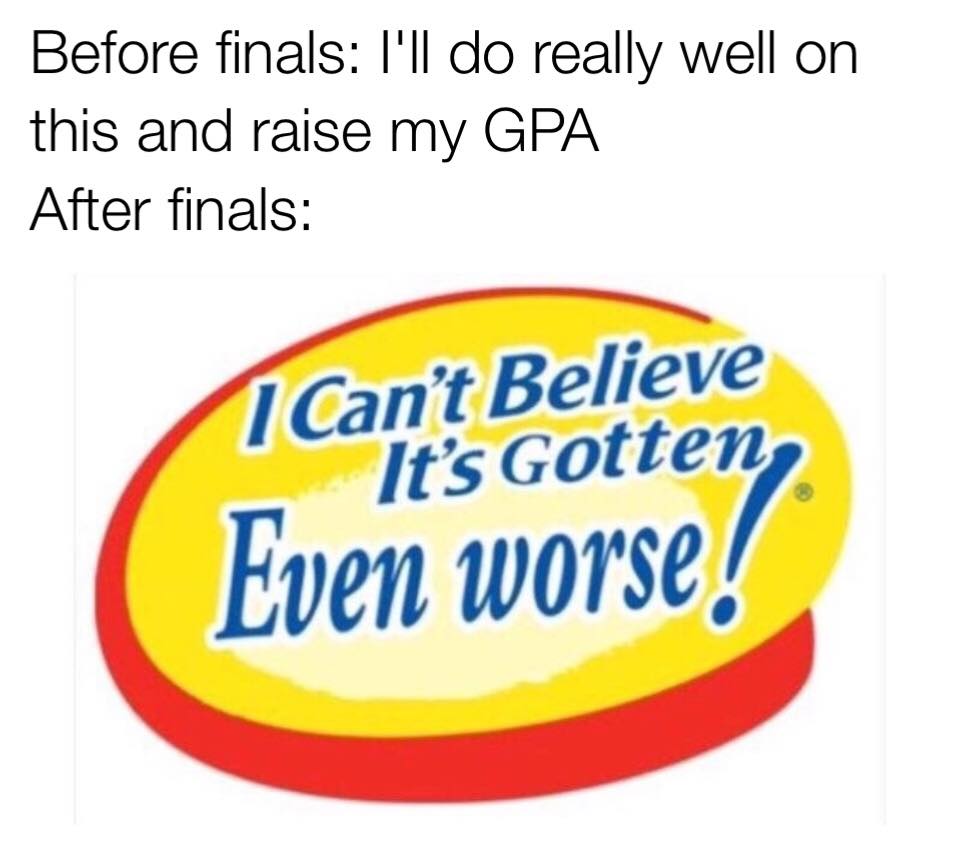 Before finals: I'll do really well on
this and raise my GPA
After finals:
I Can't Believe
It's Gotten
Even worse!®